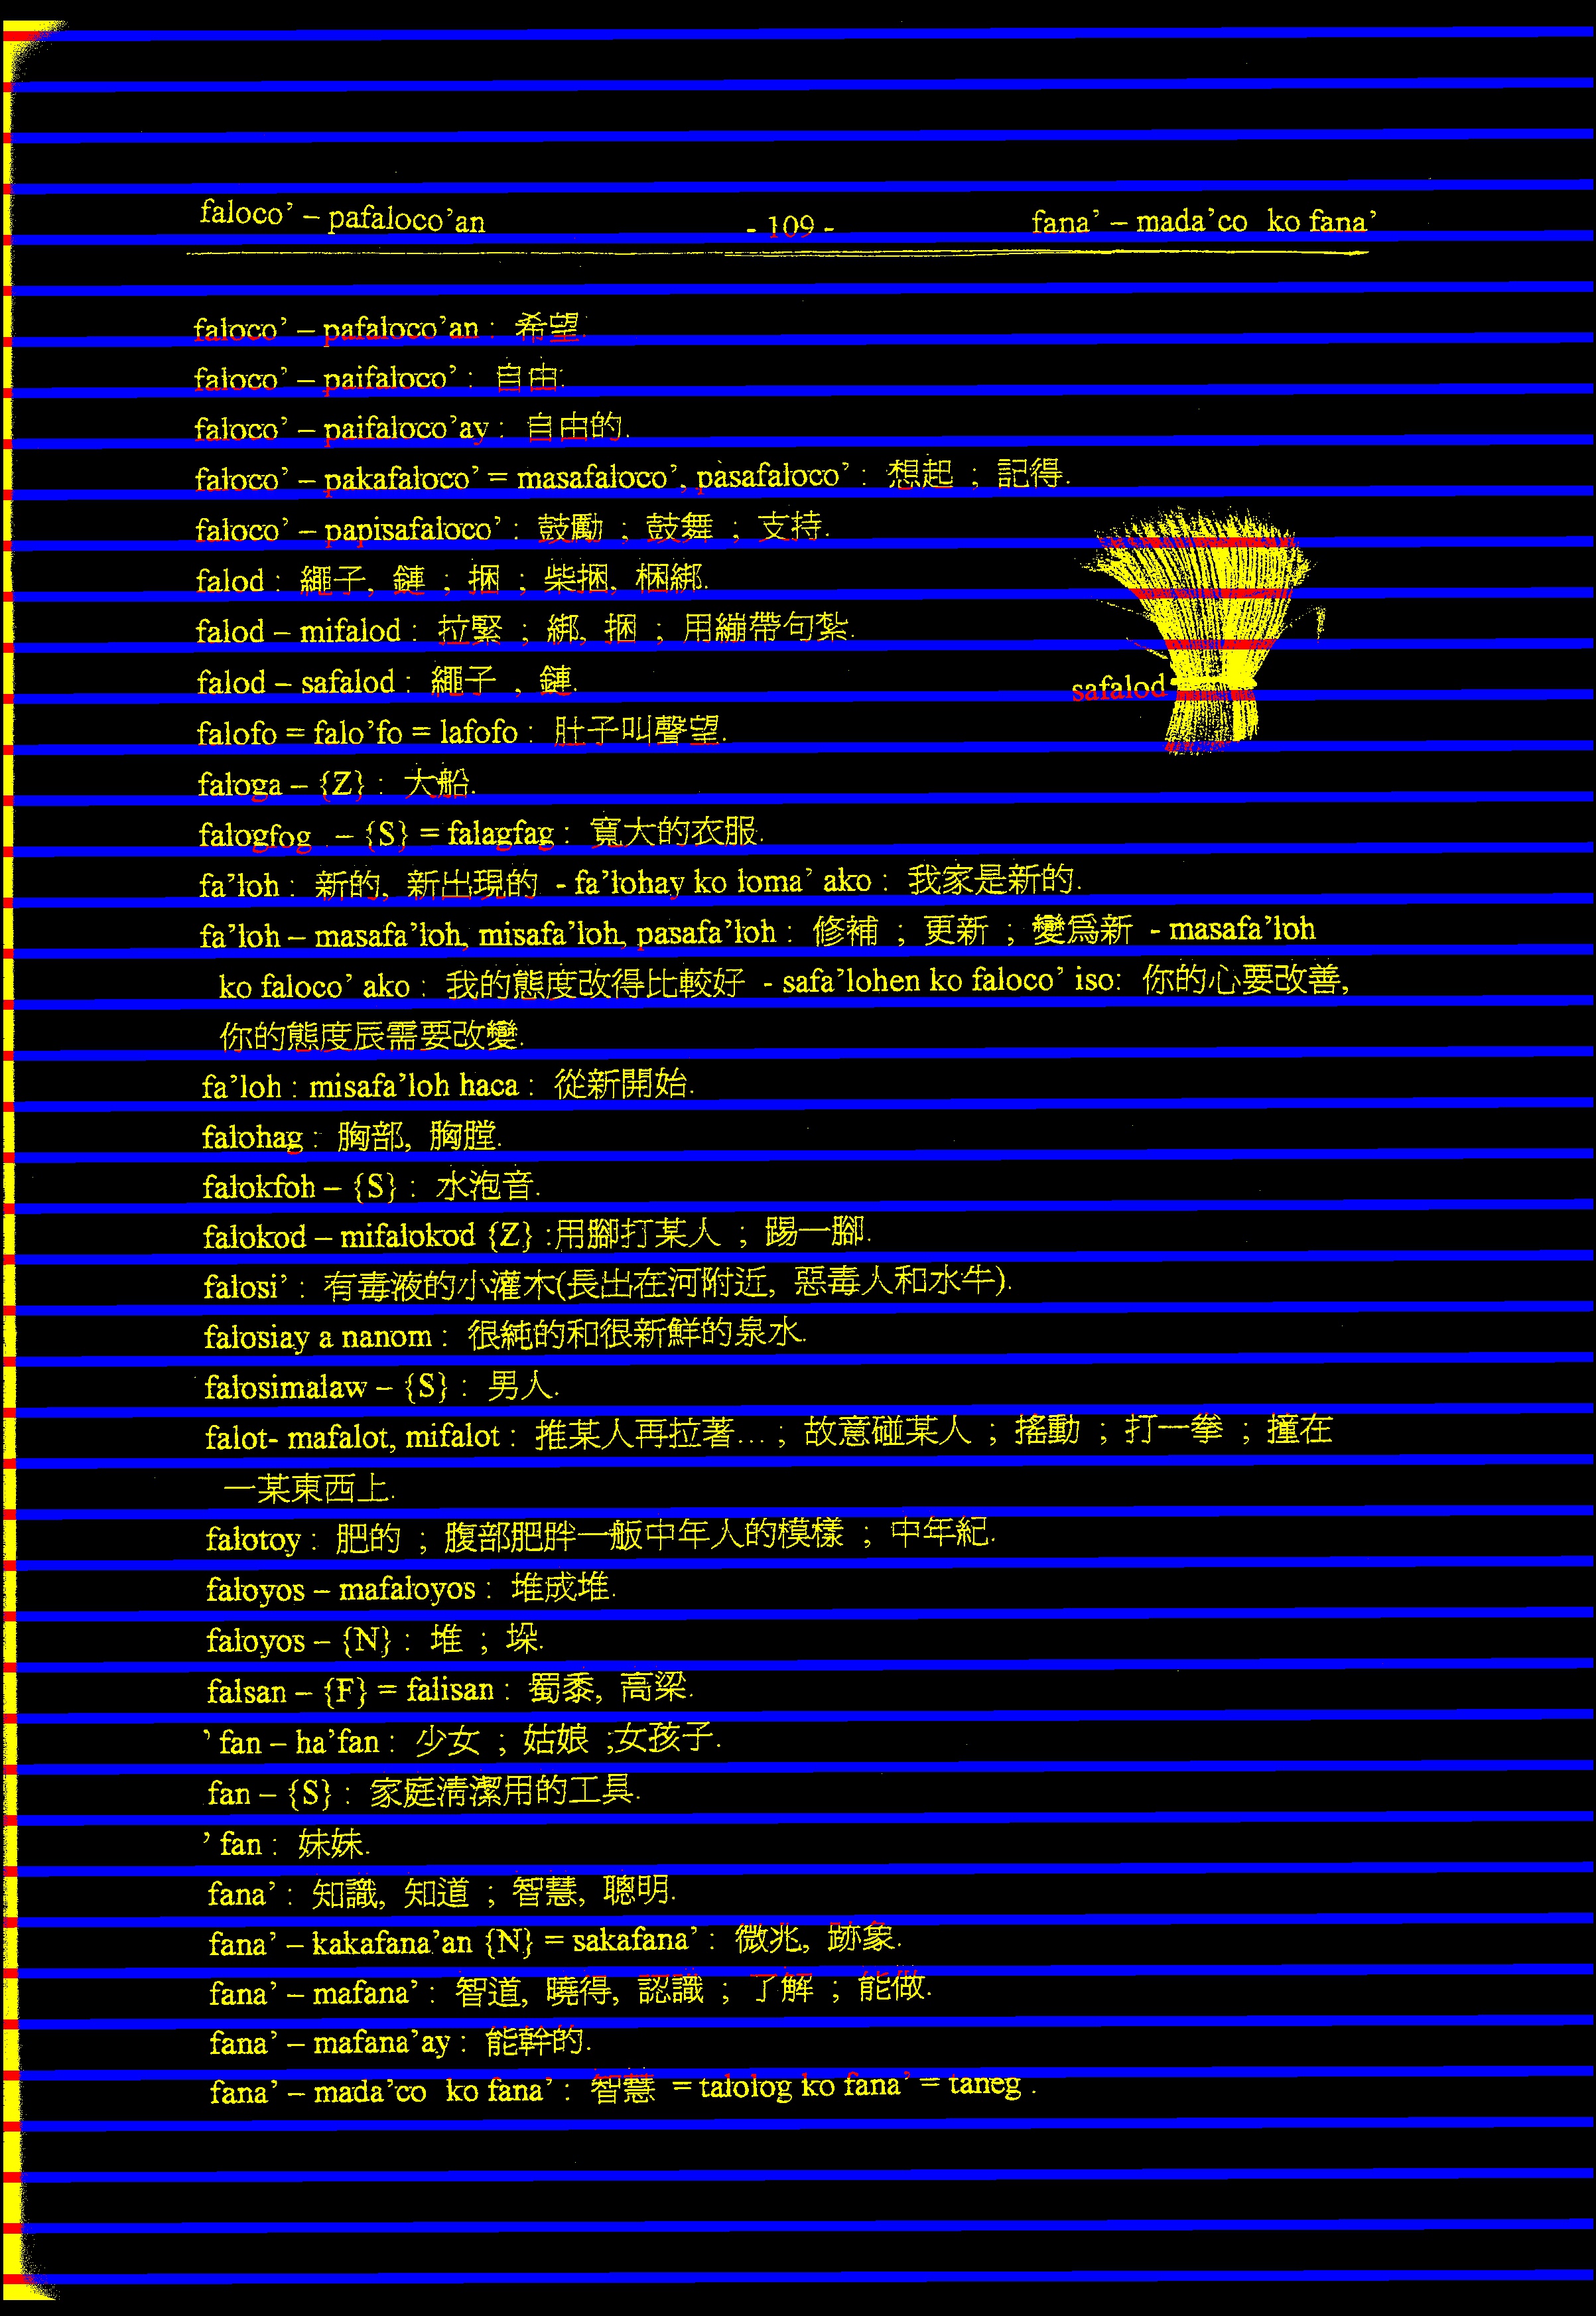 faloco’ – pafaloco’an - 109 - fana’ – mada’co ko fana’
faloco’ – pafaloco’an : 希望.
faloco’ – paifaloco’ : 自由.
faloco’ – paifaloco’ay : 自由的.
faloco’ – pakafaloco’ = masafaloco’, pasafaloco’ : 想起 ; 記得.
faloco’ – papisafaloco’ : 鼓勵 ; 鼓舞 ; 支持.
falod : 繩子, 鏈 ; 捆 ; 柴捆, 梱綁.
falod – mifalod : 拉緊 ; 綁, 捆 ; 用繃帶句紮.
falod – safalod : 繩子 , 鏈.
safalod
falofo = falo’fo = lafofo : 肚子叫聲望.
faloga – {Z} : 大船.
falogfog – {S} = falagfag : 寬大的衣服.
fa’loh : 新的, 新出現的 - fa’lohay ko loma’ ako : 我家是新的.
fa’loh – masafa’loh, misafa’loh, pasafa’loh : 修補 ; 更新 ; 變爲新 - masafa’loh
ko faloco’ ako : 我的態度改得比較好 - safa’lohen ko faloco’ iso: 你的心要改善,
你的態度辰需要改變.
fa’loh : misafa’loh haca : 從新開始.
falohag : 胸部, 胸膛.
falokfoh – {S} : 水泡音.
falokod – mifalokod {Z} :用腳打某人 ; 踢一腳.
falosi’ : 有毒液的小灌木(長出在河附近, 惡毒人和水牛).
falosiay a nanom : 很純的和很新鮮的泉水.
falosimalaw – {S} : 男人.
falot- mafalot, mifalot : 推某人再拉著... ; 故意碰某人 ; 搖動 ; 打一拳 ; 撞在
一某東西上.
falotoy : 肥的 ; 腹部肥胖一般中年人的模樣 ; 中年紀.
faloyos – mafaloyos : 堆成堆.
faloyos – {N} : 堆 ; 垛.
falsan – {F} = falisan : 蜀黍, 高梁.
’ fan – ha’fan : 少女 ; 姑娘 ;女孩子.
fan – {S} : 家庭清潔用的工具.
’ fan : 妹妹.
fana’ : 知識, 知道 ; 智慧, 聰明.
fana’ – kakafana’an {N} = sakafana’ : 徵兆, 跡象.
fana’ – mafana’ : 智道, 曉得, 認識 ; 了解 ; 能做.
fana’ – mafana’ay : 能幹的.
fana’ – mada’co ko fana’ : 智慧 = talolog ko fana’ = taneg .